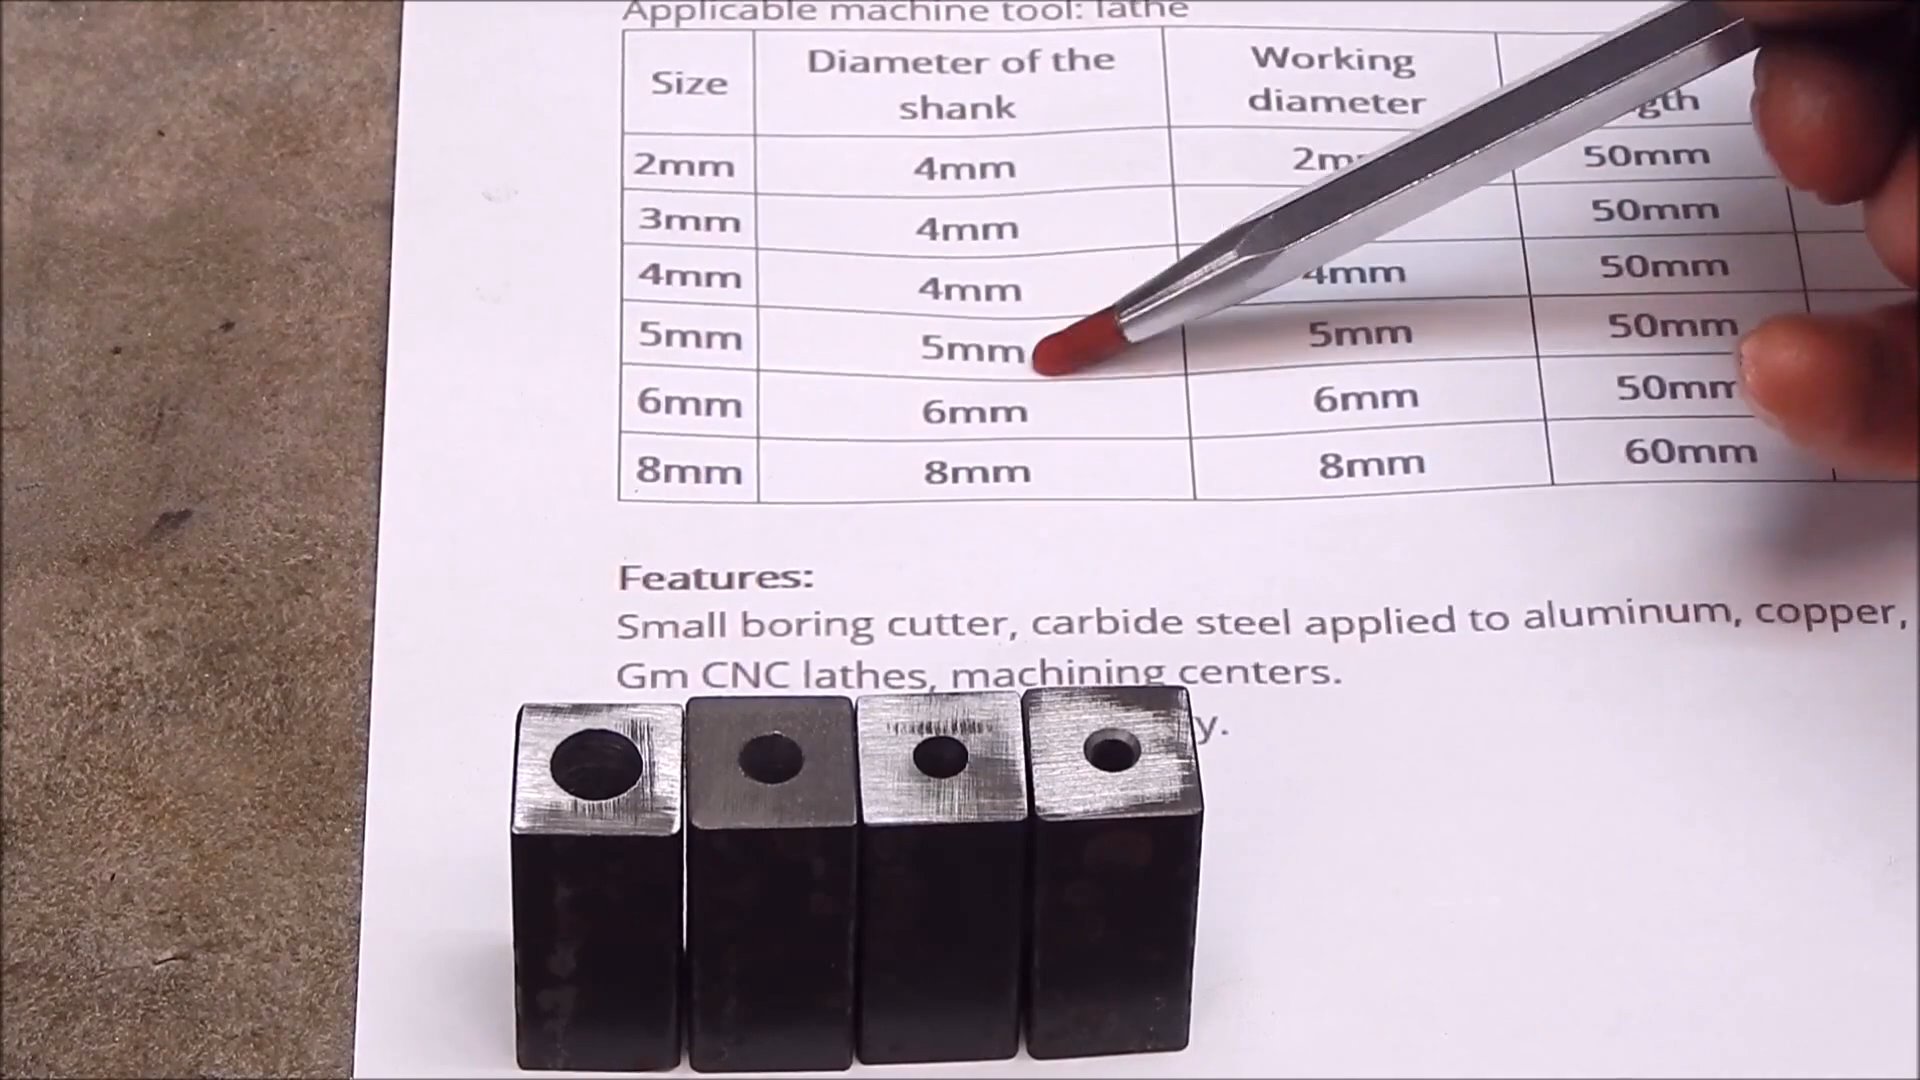 Applicable machine tool: lathe
Size Diameter of the shank Working diameter
2mm 4mm 50mm
3mm 4mm 50mm
4mm 4mm 4mm 50mm
5mm 5mm 5mm 50mm
6mm 6mm 6mm
8mm 8mm 8mm 60mm
Features:
Small boring cutter, carbide steel applied to aluminum, copper,
Gm CNC lathes, machining centers.